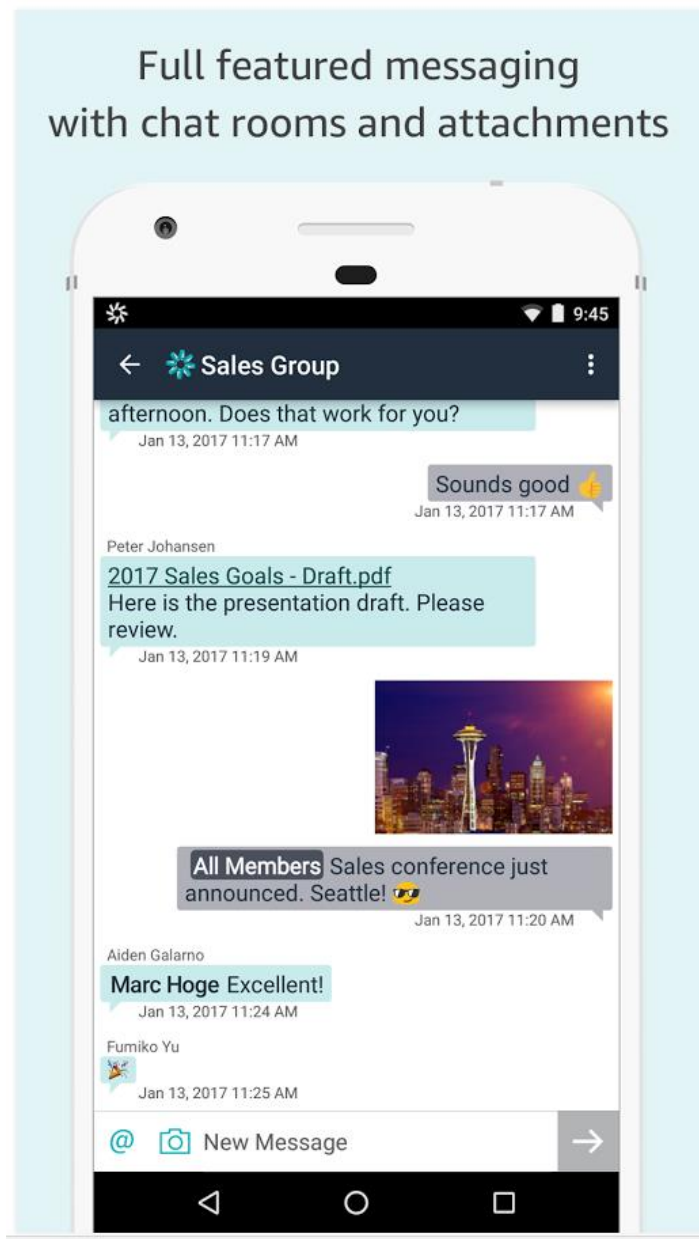 Full featured messaging
with chat rooms and attachments
9:45
Sales Group
afternoon. Does that work for you?
Jan 13, 2017 11:17 AM
Sounds good 👍
Jan 13, 2017 11:17 AM
Peter Johansen
2017 Sales Goals - Draft.pdf
Here is the presentation draft. Please
review.
Jan 13, 2017 11:19 AM
All Members Sales conference just
announced. Seattle! 😎
Jan 13, 2017 11:20 AM
Aiden Galarno
Marc Hoge Excellent!
Jan 13, 2017 11:24 AM
Fumiko Yu
🎉
Jan 13, 2017 11:25 AM
@ New Message